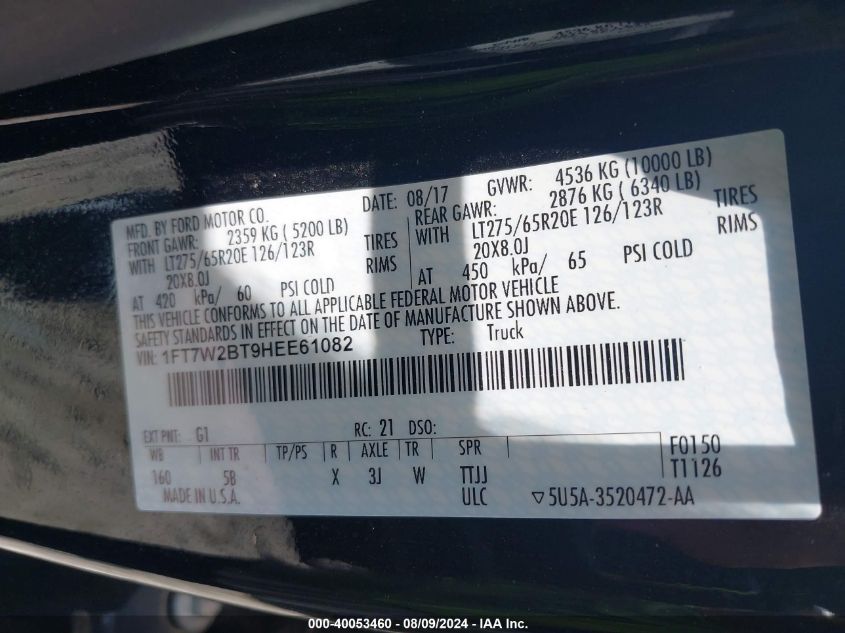 MFD. BY FORD MOTOR CO.
DATE: 08/17
GVWR: 4536 KG (10000 LB)
FRONT GAWR: 2359 KG ( 5200 LB)
REAR GAWR: 2876 KG ( 6340 LB)
WITH LT275/65R20E 126/123R TIRES
WITH LT275/65R20E 126/123R TIRES
20X8.0J RIMS
20X8.0J RIMS
AT 420 kPa/ 60 PSI COLD
AT 450 kPa/ 65 PSI COLD
THIS VEHICLE CONFORMS TO ALL APPLICABLE FEDERAL MOTOR VEHICLE
SAFETY STANDARDS IN EFFECT ON THE DATE OF MANUFACTURE SHOWN ABOVE.
VIN: 1FT7W2BT9HEE61082
TYPE: Truck
EXT PNT: G1 RC: 21 DSO:
WB INT TR TP/PS R AXLE TR SPR F0150
160 5B X 3J W TTJJ T1126
MADE IN U.S.A. ULC ▽5U5A-3520472-AA
000-40053460 - 08/09/2024 - IAA Inc.